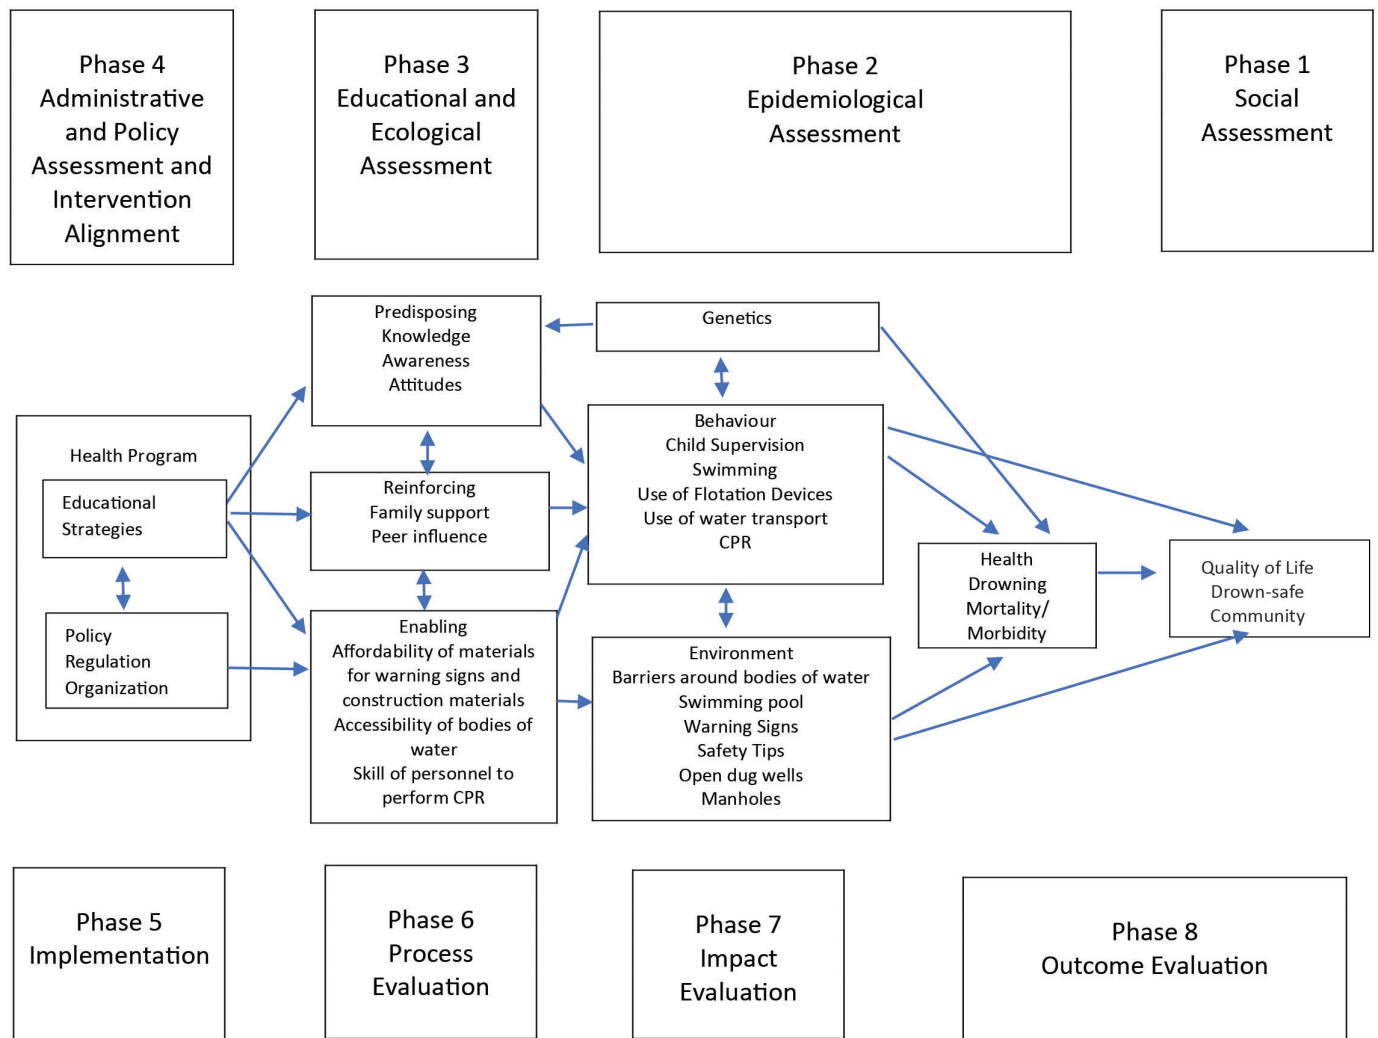 Phase 4
Administrative
and Policy
Assessment and
Intervention
Alignment
Phase 3
Educational and
Ecological
Assessment
Phase 2
Epidemiological
Assessment
Phase 1
Social
Assessment
Health Program
Educational
Strategies
Policy
Regulation
Organization
Predisposing
Knowledge
Awareness
Attitudes
Reinforcing
Family support
Peer influence
Enabling
Affordability of materials
for warning signs and
construction materials
Accessibility of bodies of
water
Skill of personnel to
perform CPR
Genetics
Behaviour
Child Supervision
Swimming
Use of Flotation Devices
Use of water transport
CPR
Environment
Barriers around bodies of water
Swimming pool
Warning Signs
Safety Tips
Open dug wells
Manholes
Health
Drowning
Mortality/
Morbidity
Quality of Life
Drown-safe
Community
Phase 5
Implementation
Phase 6
Process
Evaluation
Phase 7
Impact
Evaluation
Phase 8
Outcome Evaluation